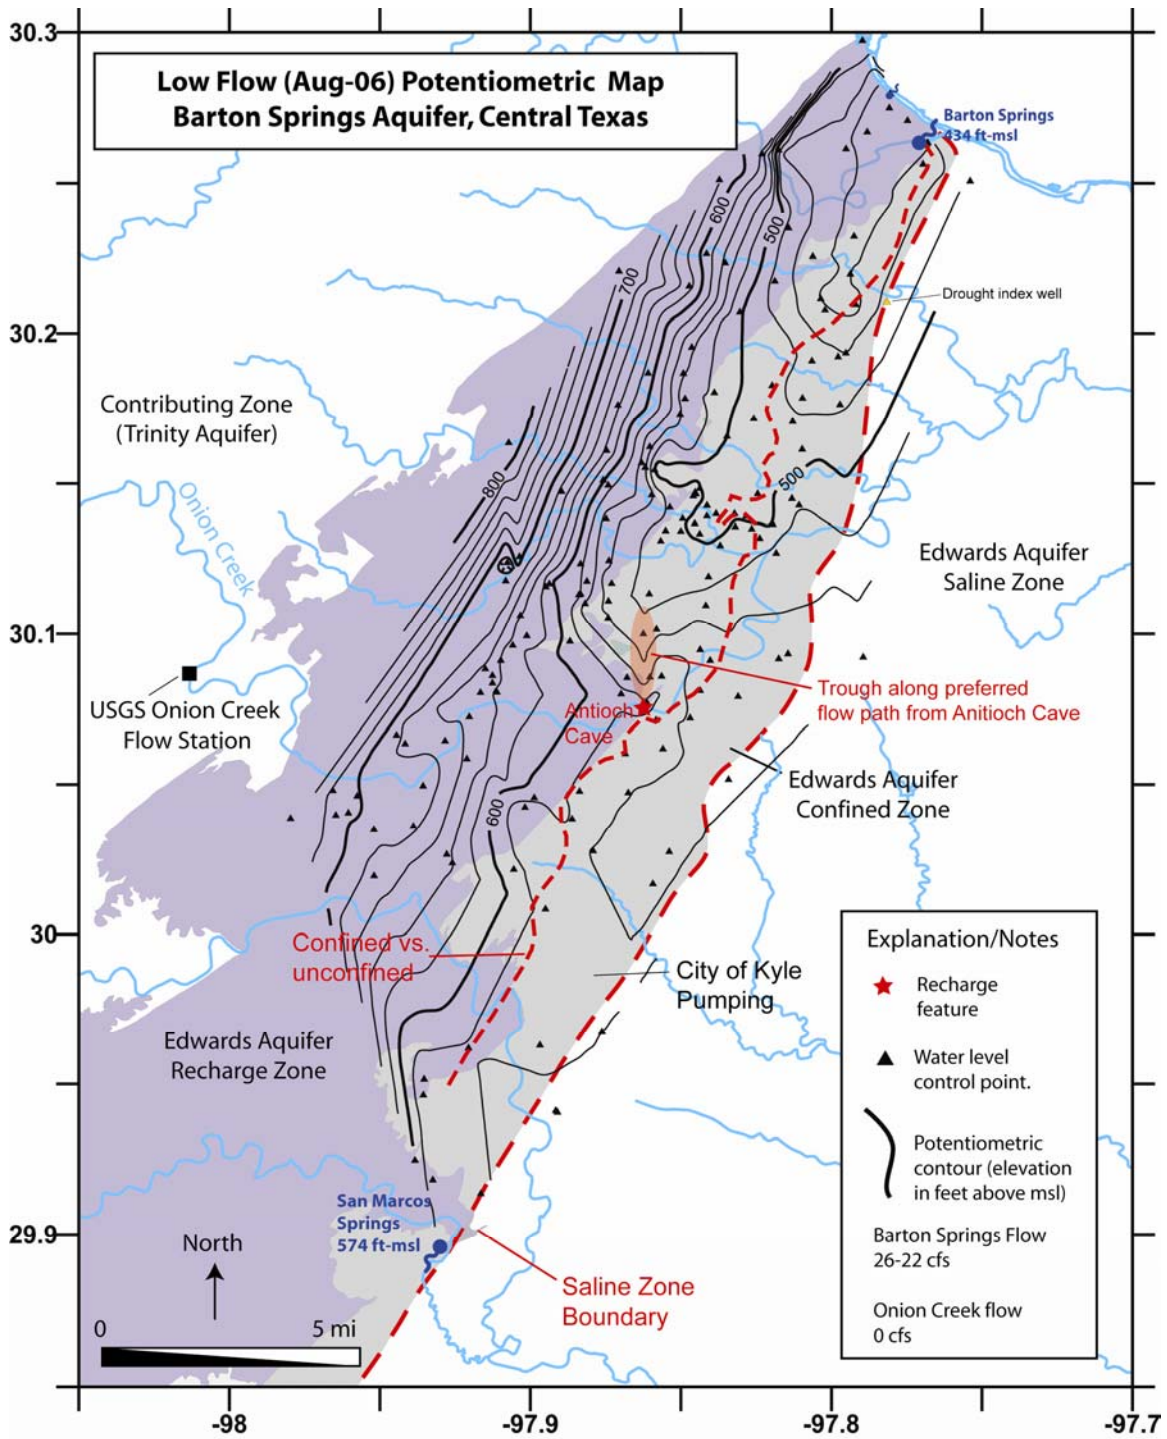 30.3
Low Flow (Aug-06) Potentiometric Map
Barton Springs Aquifer, Central Texas
Barton Springs
434 ft-msl
600
500
700
Drought index well
30.2
Contributing Zone
(Trinity Aquifer)
800
500
Onion Creek
Edwards Aquifer
Saline Zone
30.1
USGS Onion Creek
Flow Station
Antioch
Cave
Trough along preferred
flow path from Anitioch Cave
Edwards Aquifer
Confined Zone
600
30
Confined vs.
unconfined
City of Kyle
Pumping
Edwards Aquifer
Recharge Zone
Explanation/Notes
Recharge
feature
Water level
control point.
Potentiometric
contour (elevation
in feet above msl)
Barton Springs Flow
26-22 cfs
Onion Creek flow
0 cfs
San Marcos
Springs
574 ft-msl
29.9
North
Saline Zone
Boundary
0 5 mi
-98 -97.9 -97.8 -97.7